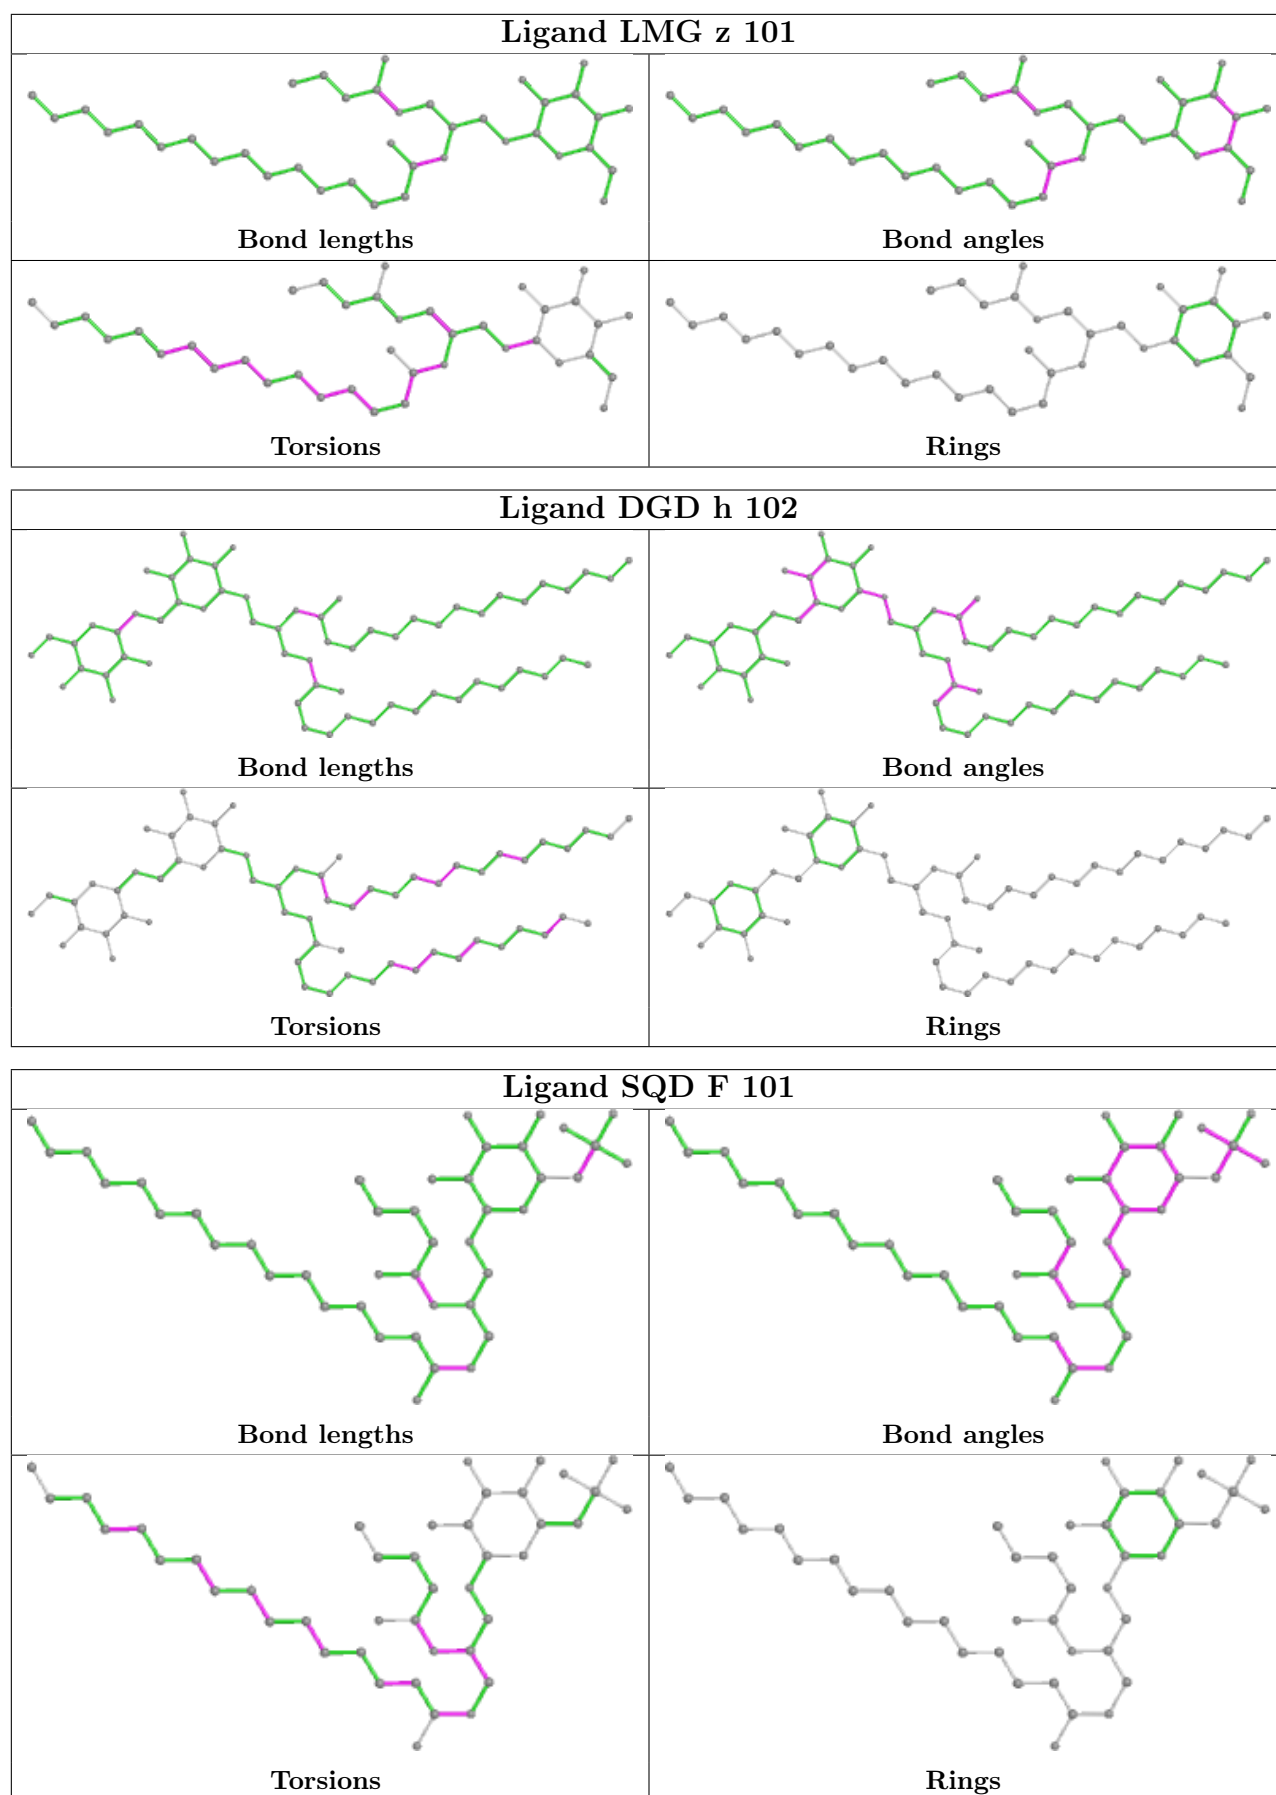 Ligand LMG z 101
Bond lengths
Bond angles
Torsions
Rings
Ligand DGD h 102
Bond lengths
Bond angles
Torsions
Rings
Ligand SQD F 101
Bond lengths
Bond angles
Torsions
Rings